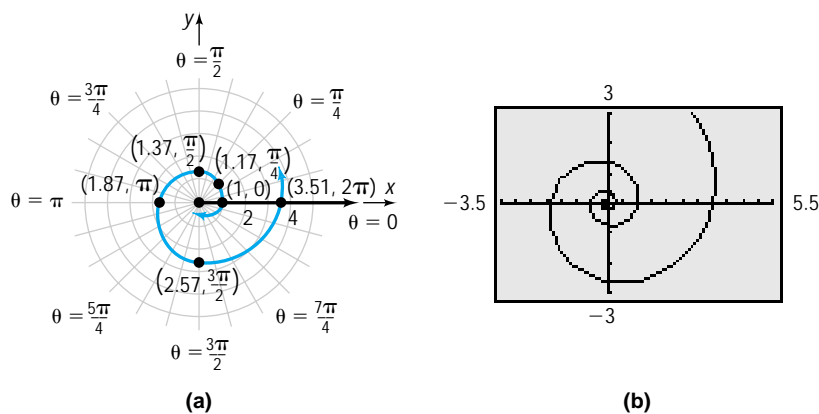 y
θ = π/2
θ = 3π/4
θ = π/4
(1.37, π/2)
(1.17, π/4)
(1.87, π)
(1, 0)
(3.51, 2π)
x
θ = π
2
4
θ = 0
(2.57, 3π/2)
θ = 5π/4
θ = 7π/4
θ = 3π/2
(a)
3
−3.5
5.5
−3
(b)